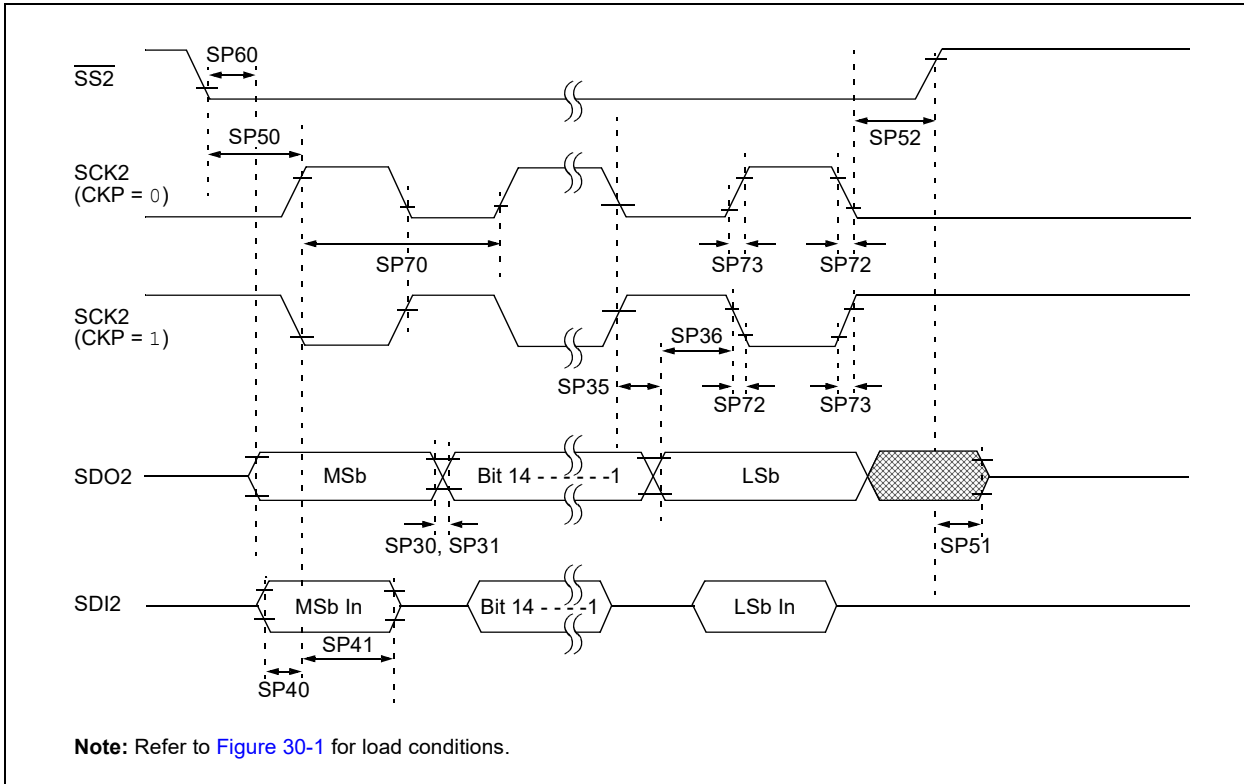 SP60
SS2
SP50
SP52
SCK2
(CKP = 0)
SP70
SP73
SP72
SCK2
(CKP = 1)
SP36
SP35
SP72
SP73
SDO2
MSb
Bit 14 - - - - - -1
LSb
SP30, SP31
SP51
SDI2
MSb In
Bit 14 - - - -1
LSb In
SP41
SP40
Note: Refer to Figure 30-1 for load conditions.